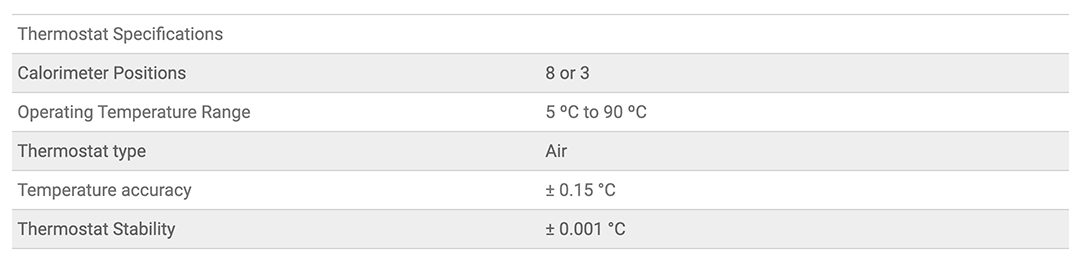 Thermostat Specifications
Calorimeter Positions 8 or 3
Operating Temperature Range 5 ºC to 90 ºC
Thermostat type Air
Temperature accuracy ± 0.15 °C
Thermostat Stability ± 0.001 °C